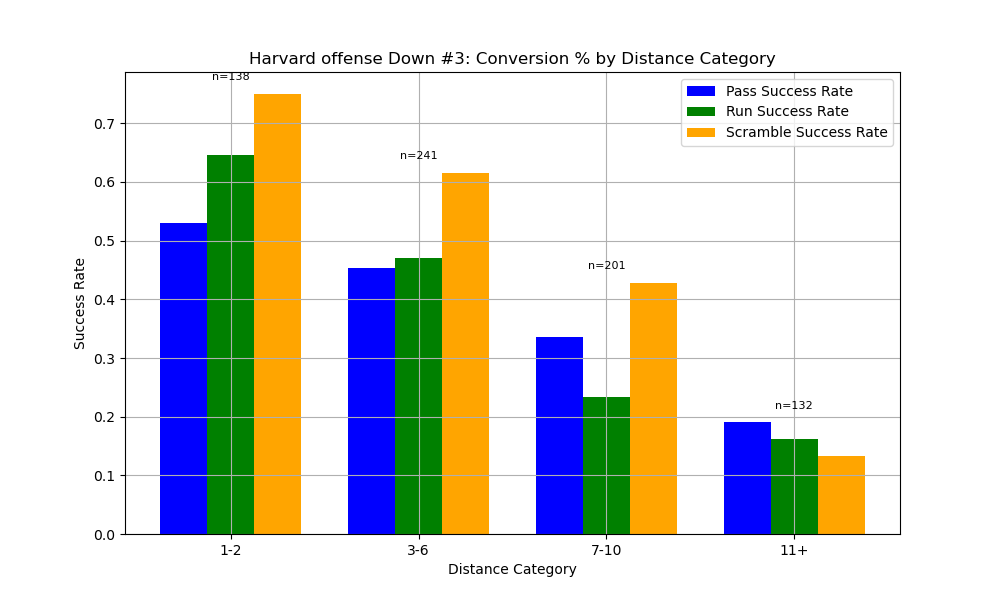 Harvard offense Down #3: Conversion % by Distance Category
n=138
n=241
n=201
n=132
Pass Success Rate
Run Success Rate
Scramble Success Rate
Success Rate
0.7
0.6
0.5
0.4
0.3
0.2
0.1
0.0
1-2
3-6
7-10
11+
Distance Category